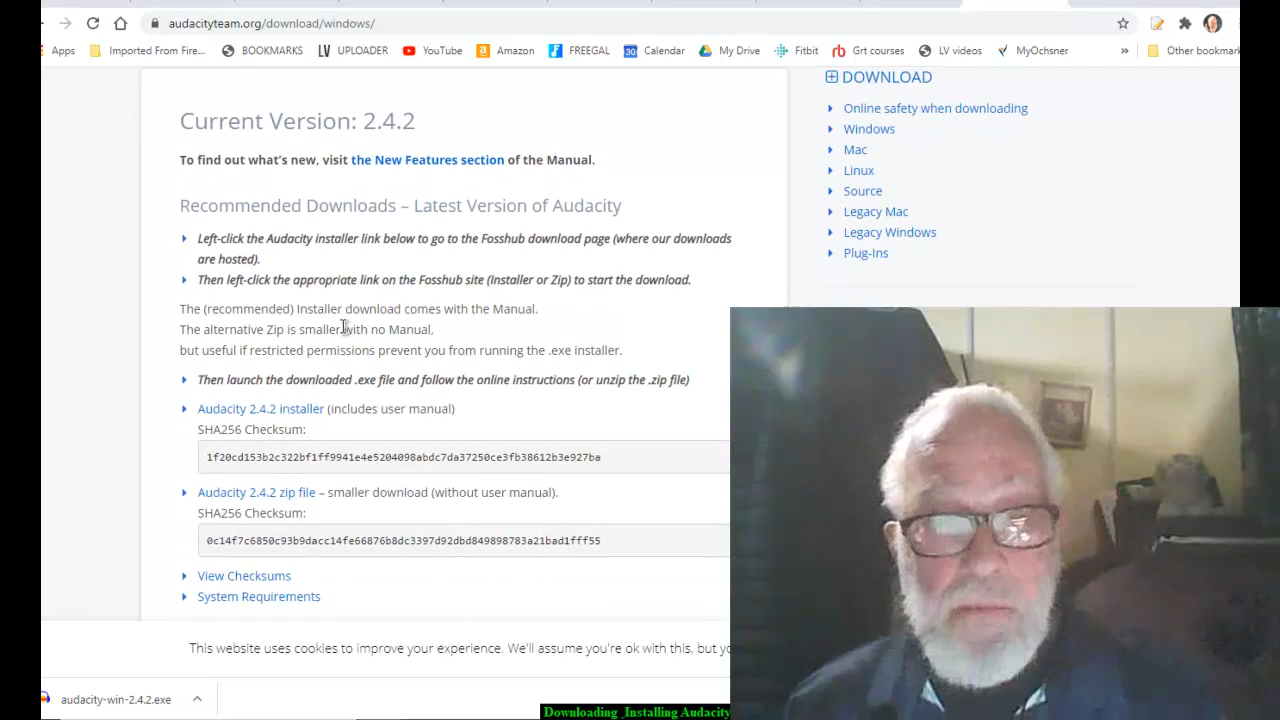 audacityteam.org/download/windows/
Apps Imported From Fire... BOOKMARKS UPLOADER YouTube Amazon FREEGAL Calendar My Drive Fitbit Grt courses LV videos MyOchsner » Other bookmark
Current Version: 2.4.2
To find out what's new, visit the New Features section of the Manual.
Recommended Downloads – Latest Version of Audacity
Left-click the Audacity installer link below to go to the Fosshub download page (where our downloads
are hosted).
Then left-click the appropriate link on the Fosshub site (Installer or Zip) to start the download.
The (recommended) Installer download comes with the Manual.
The alternative Zip is smaller with no Manual,
but useful if restricted permissions prevent you from running the .exe installer.
Then launch the downloaded .exe file and follow the online instructions (or unzip the .zip file)
Audacity 2.4.2 installer (includes user manual)
SHA256 Checksum:
1f20cd153b2c322bf1ff9941e4e5204098abdc7da37250ce3fb38612b3e927ba
Audacity 2.4.2 zip file – smaller download (without user manual).
SHA256 Checksum:
0c14f7c6850c93b9dacc14fe66876b8dc3397d92dbd849898783a21bad1fff55
View Checksums
System Requirements
DOWNLOAD
Online safety when downloading
Windows
Mac
Linux
Source
Legacy Mac
Legacy Windows
Plug-Ins
This website uses cookies to improve your experience. We'll assume you're ok with this, but yo
audacity-win-2.4.2.exe
Downloading_Installing Audacity